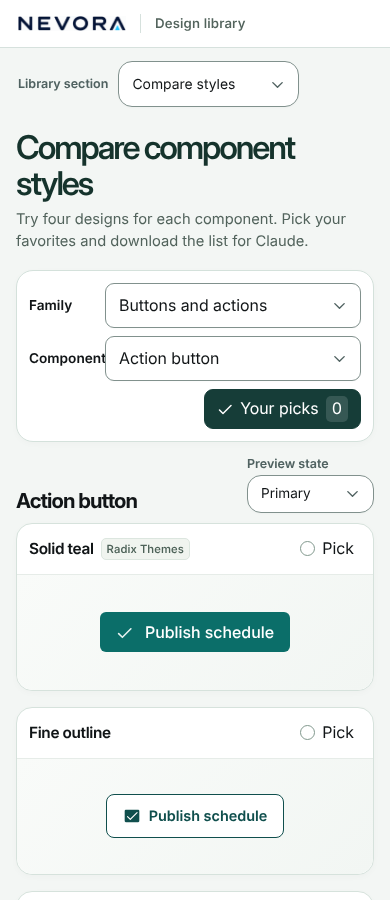 NEVORA
Design library
Library section
Compare styles
Compare component
styles
Try four designs for each component. Pick your
favorites and download the list for Claude.
Family
Buttons and actions
Component
Action button
Your picks 0
Preview state
Action button
Primary
Solid teal
Radix Themes
Pick
Publish schedule
Fine outline
Pick
Publish schedule